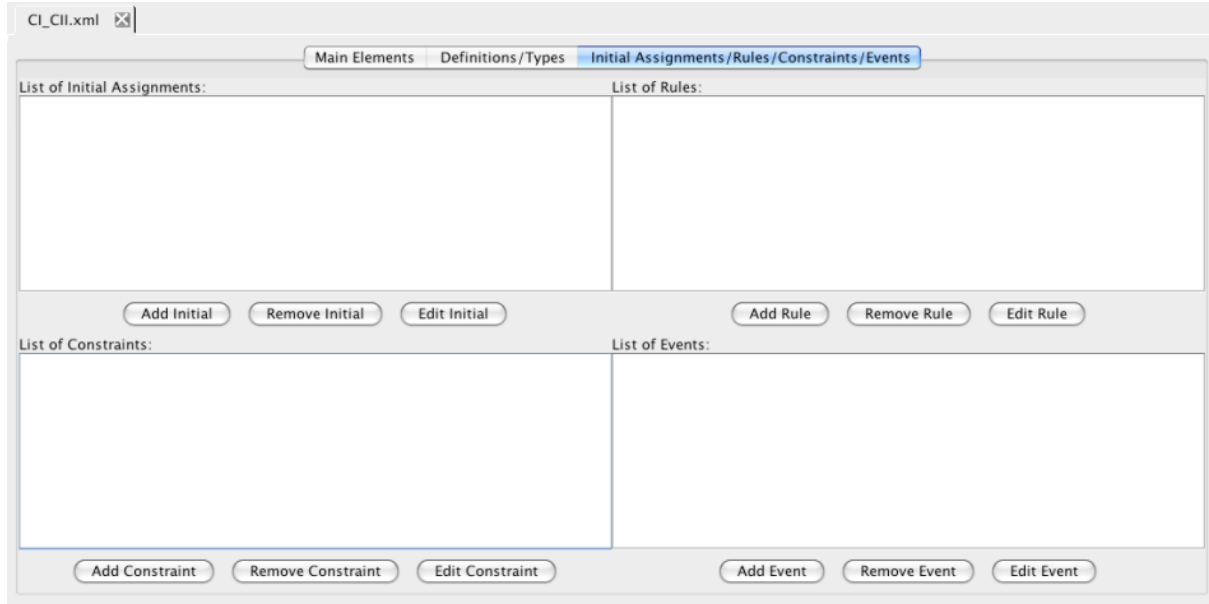 CI_CII.xml
Main Elements Definitions/Types Initial Assignments/Rules/Constraints/Events
List of Initial Assignments: List of Rules:
Add Initial Remove Initial Edit Initial Add Rule Remove Rule Edit Rule
List of Constraints: List of Events:
Add Constraint Remove Constraint Edit Constraint Add Event Remove Event Edit Event